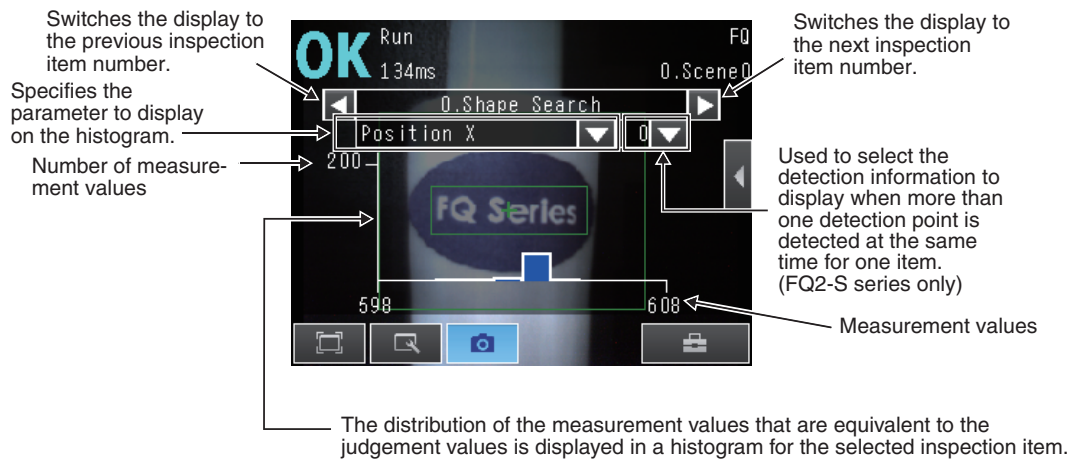 Switches the display to
the previous inspection
item number.
Specifies the
parameter to display
on the histogram.
Number of measure-
ment values
OK
Run
134ms
FQ
0.Scene0
0.Shape Search
Position X
0
200
FQ Series
598
608
Switches the display to
the next inspection
item number.
Used to select the
detection information to
display when more than
one detection point is
detected at the same
time for one item.
(FQ2-S series only)
Measurement values
The distribution of the measurement values that are equivalent to the
judgement values is displayed in a histogram for the selected inspection item.